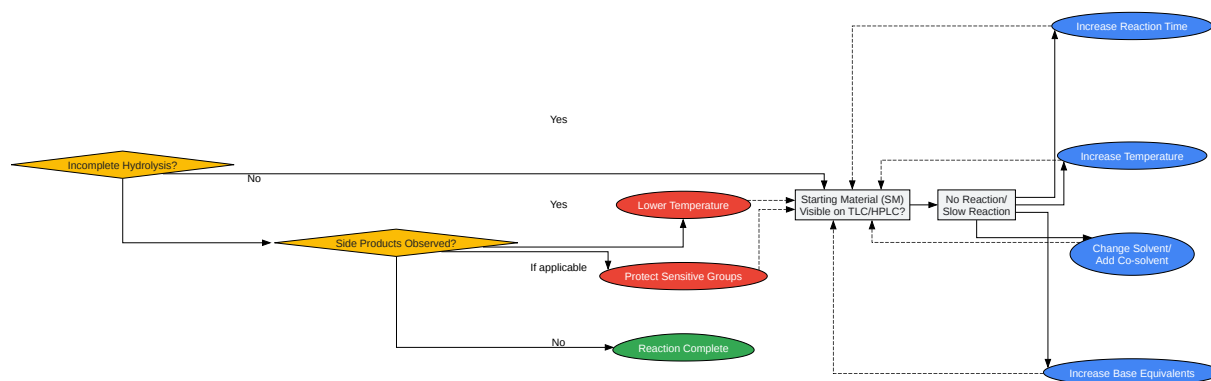 Increase Reaction Time
Yes
Incomplete Hydrolysis?
No
Increase Temperature
Yes
Lower Temperature
Starting Material (SM)
Visible on TLC/HPLC?
No Reaction/
Slow Reaction
Side Products Observed?
If applicable
Protect Sensitive Groups
Change Solvent/
Add Co-solvent
No
Reaction Complete
Increase Base Equivalents